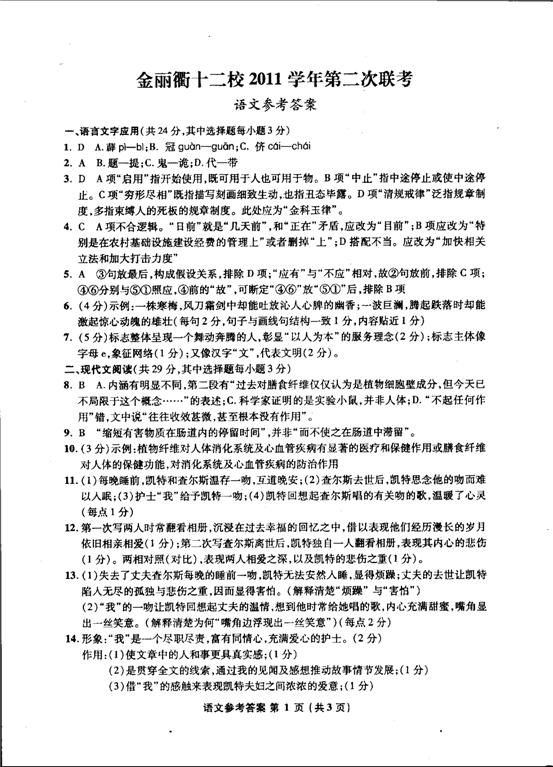 金丽衢十二校 2011 学年第二次联考
语文参考答案
一、语言文字应用(共24分,其中选择题每小题3分)
1. D A.薜pì—bì;B. 冠guàn—guān;C. 侪cái—chái
2. A B.题—提;C.鬼—诡;D.代—带
3. D A项“启用”指开始使用,既可用于人也可用于物。B项“中止”指中途停止或使中途停
止。C项“穷形尽相”既指描写刻画细致生动,也指丑态毕露。D项“清规戒律”泛指规章制
度,多指束缚人的死板的规章制度。此处应为“金科玉律”。
4. C A项不合逻辑。“日前”就是“几天前”,和“正在”矛盾,应改为“目前”;B项应改为“特
别是在农村基础设施建设经费的管理上”或者删掉“上”;D搭配不当。应改为“加快相关
立法和加大打击力度”
5. A ③句放最后,构成假设关系,排除D项;“应有”与“不应”相对,故②句放前,排除C项;
④⑥分别与⑤①照应,④前的“故”,可断定“④⑥”放“⑤①”后,排除B项
6. (4分)示例:一株寒梅,风刀霜剑中却能吐放沁人心脾的幽香;一波巨澜,腾起跌落时却能
激起惊心动魄的雄壮(每句2分,句子与画线句结构一致1分,内容贴近1分)
7. (5分)标志整体呈现一个舞动奔腾的人,彰显“以人为本”的服务理念(2分);标志主体像
字母e,象征网络(1分);又像汉字“文”,代表文明(2分)。
二、现代文阅读(共29分,其中选择题每小题3分)
8. B A.内涵有明显不同,第二段有“过去对膳食纤维仅仅认为是植物细胞壁成分,但今天已
不局限于这个概念……”的表述;C.科学家证明的是实验小鼠,并非人体;D.“不起任何作
用”错,文中说“往往收效甚微,甚至根本没有作用”。
9. B “缩短有害物质在肠道内的停留时间”,并非“而不使之在肠道中滞留”。
10. (3分)示例:植物纤维对人体消化系统及心血管疾病有显著的医疗和保健作用或膳食纤维
对人体的保健功能,对消化系统及心血管疾病的防治作用
11. (1)每晚睡前,凯特和查尔斯温存一吻,互道晚安;(2)查尔斯去世后,凯特思念他的吻而难
以入眠;(3)护士“我”给予凯特一吻;(4)凯特回想起查尔斯唱的有关吻的歌,温暖了心灵
(每点1分)
12. 第一次写两人时常翻看相册,沉浸在过去幸福的回忆之中,借以表现他们经历漫长的岁月
依旧相亲相爱(1分);第二次写查尔斯离世后,凯特独自一人翻看相册,表现其内心的悲伤
(1分)。两相对照(对比),表现两人相爱之深,以及凯特的悲伤之重(1分)。
13. (1)失去了丈夫查尔斯每晚的睡前一吻,凯特无法安然入睡,显得烦躁;丈夫的去世让凯特
陷入无尽的孤独与悲伤之重,因而显得害怕。(解释清楚“烦躁”与“害怕”)
(2)“我”的一吻让凯特回想起丈夫的温情,想到他时常给她唱的歌,内心充满甜蜜,嘴角显
出一丝笑意。(解释清楚为何“嘴角边浮现出一丝笑意”)(每点2分)
14. 形象:“我”是一个尽职尽责,富有同情心,充满爱心的护士。(2分)
作用:(1)使文章中的人和事更具真实感;(1分)
(2)是贯穿全文的线索,通过我的见闻及感想推动故事情节发展;(1分)
(3)借“我”的感触来表现凯特夫妇之间浓浓的爱意;(1分)
语文参考答案 第 1 页 (共 3 页)